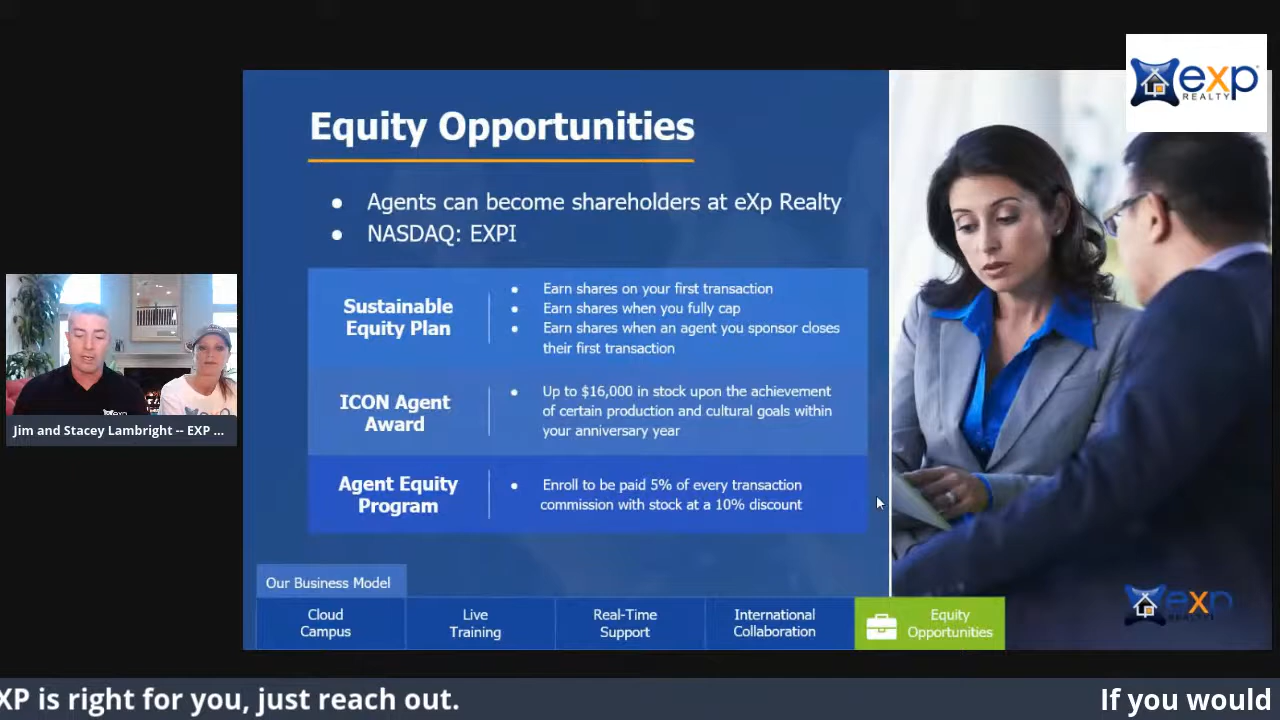 exp
REALTY
Equity Opportunities
● Agents can become shareholders at eXp Realty
● NASDAQ: EXPI
Sustainable
Equity Plan
● Earn shares on your first transaction
● Earn shares when you fully cap
● Earn shares when an agent you sponsor closes
their first transaction
ICON Agent
Award
● Up to $16,000 in stock upon the achievement
of certain production and cultural goals within
your anniversary year
Agent Equity
Program
● Enroll to be paid 5% of every transaction
commission with stock at a 10% discount
Jim and Stacey Lambright -- EXP ...
Our Business Model
Cloud
Campus
Live
Training
Real-Time
Support
International
Collaboration
Equity
Opportunities
exp
REALTY
XP is right for you, just reach out.
If you would